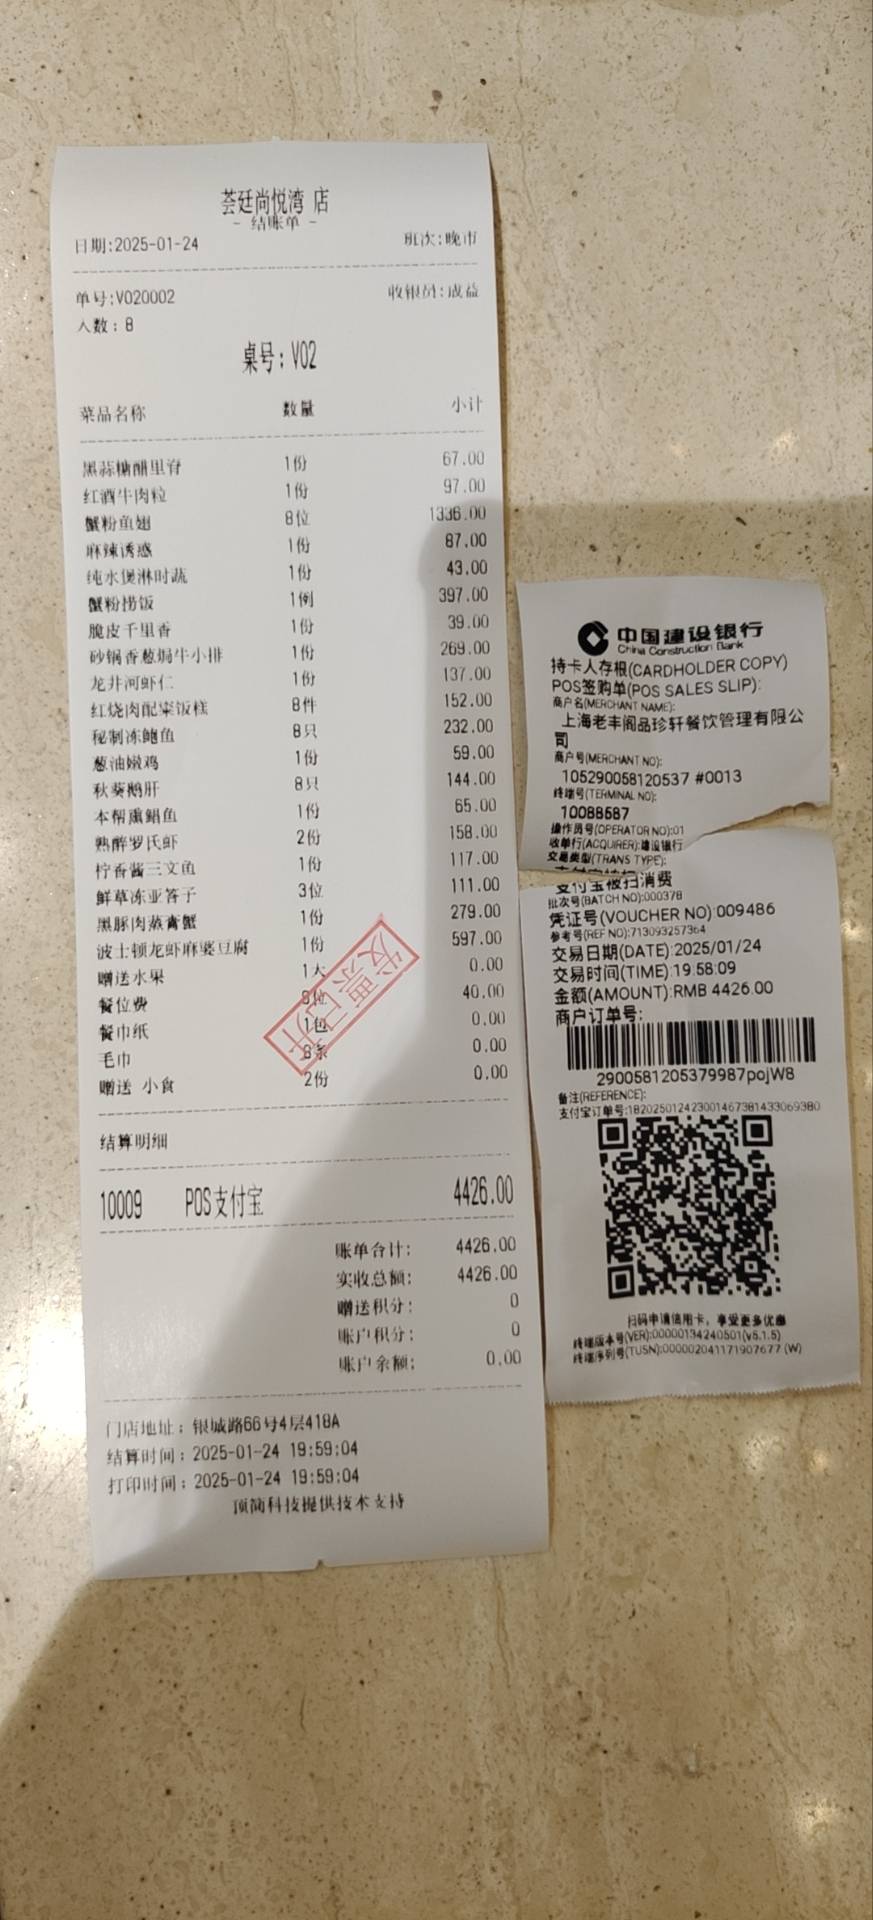 荟廷尚悦湾 店
- 结账单 -
日期:2025-01-24 班次:晚市
单号:V020002 收银员:成益
人数: 8
桌号: V02
菜品名称 数量 小计
黑蒜糖醋里脊 1份 67.00
红酒牛肉粒 1份 97.00
蟹粉鱼翅 8位 1336.00
麻辣诱惑 1份 87.00
纯水煲淋时蔬 1份 43.00
蟹粉捞饭 1例 397.00
脆皮千里香 1份 39.00
砂锅香葱焗牛小排 1份 269.00
龙井河虾仁 1份 137.00
红烧肉配粢饭糕 8件 152.00
秘制冻鲍鱼 8只 232.00
葱油嫩鸡 1份 59.00
秋葵鹅肝 8只 144.00
本帮熏鲳鱼 1份 65.00
熟醉罗氏虾 2份 158.00
柠香酱三文鱼 1份 117.00
鲜草冻亚答子 3位 111.00
黑豚肉蒸膏蟹 1份 279.00
波士顿龙虾麻婆豆腐 1份 597.00
赠送水果 1大 0.00
餐位费 8位 40.00
餐巾纸 1包 0.00
毛巾 8条 0.00
赠送 小食 2份 0.00
发票已开
结算明细
10009 POS支付宝 4426.00
账单合计: 4426.00
实收总额: 4426.00
赠送积分: 0
账户积分: 0
账户余额: 0.00
门店地址: 银城路66号4层418A
结算时间: 2025-01-24 19:59:04
打印时间: 2025-01-24 19:59:04
顶简科技提供技术支持
中国建设银行
China Construction Bank
持卡人存根(CARDHOLDER COPY)
POS签购单(POS SALES SLIP):
商户名(MERCHANT NAME):
上海老丰阁品珍轩餐饮管理有限公
司
商户号(MERCHANT NO):
105290058120537 #0013
终端号(TERMINAL NO):
10088587
操作员号(OPERATOR NO):01
收单行(ACQUIRER):建设银行
交易类型(TRANS TYPE):
支付宝被扫消费
批次号(BATCH NO):000378
凭证号(VOUCHER NO):009486
参考号(REF NO):713093257364
交易日期(DATE):2025/01/24
交易时间(TIME):19:58:09
金额(AMOUNT):RMB 4426.00
商户订单号:
2900581205379987pojW8
备注(REFERENCE):
支付宝订单号:182025012423001467381433069380
扫码申请信用卡，享受更多优惠
终端版本号(VER):00000134240501(v5.1.5)
终端序列号(TUSN):000002041171907677 (W)